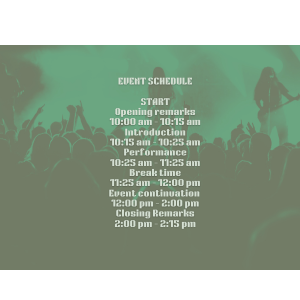 EVENT SCHEDULE
START
Opening remarks
10:00 am - 10:15 am
Introduction
10:15 am - 10:25 am
Performance
10:25 am - 11:25 am
Break time
11:25 am - 12:00 pm
Event continuation
12:00 pm - 2:00 pm
Closing Remarks
2:00 pm - 2:15 pm